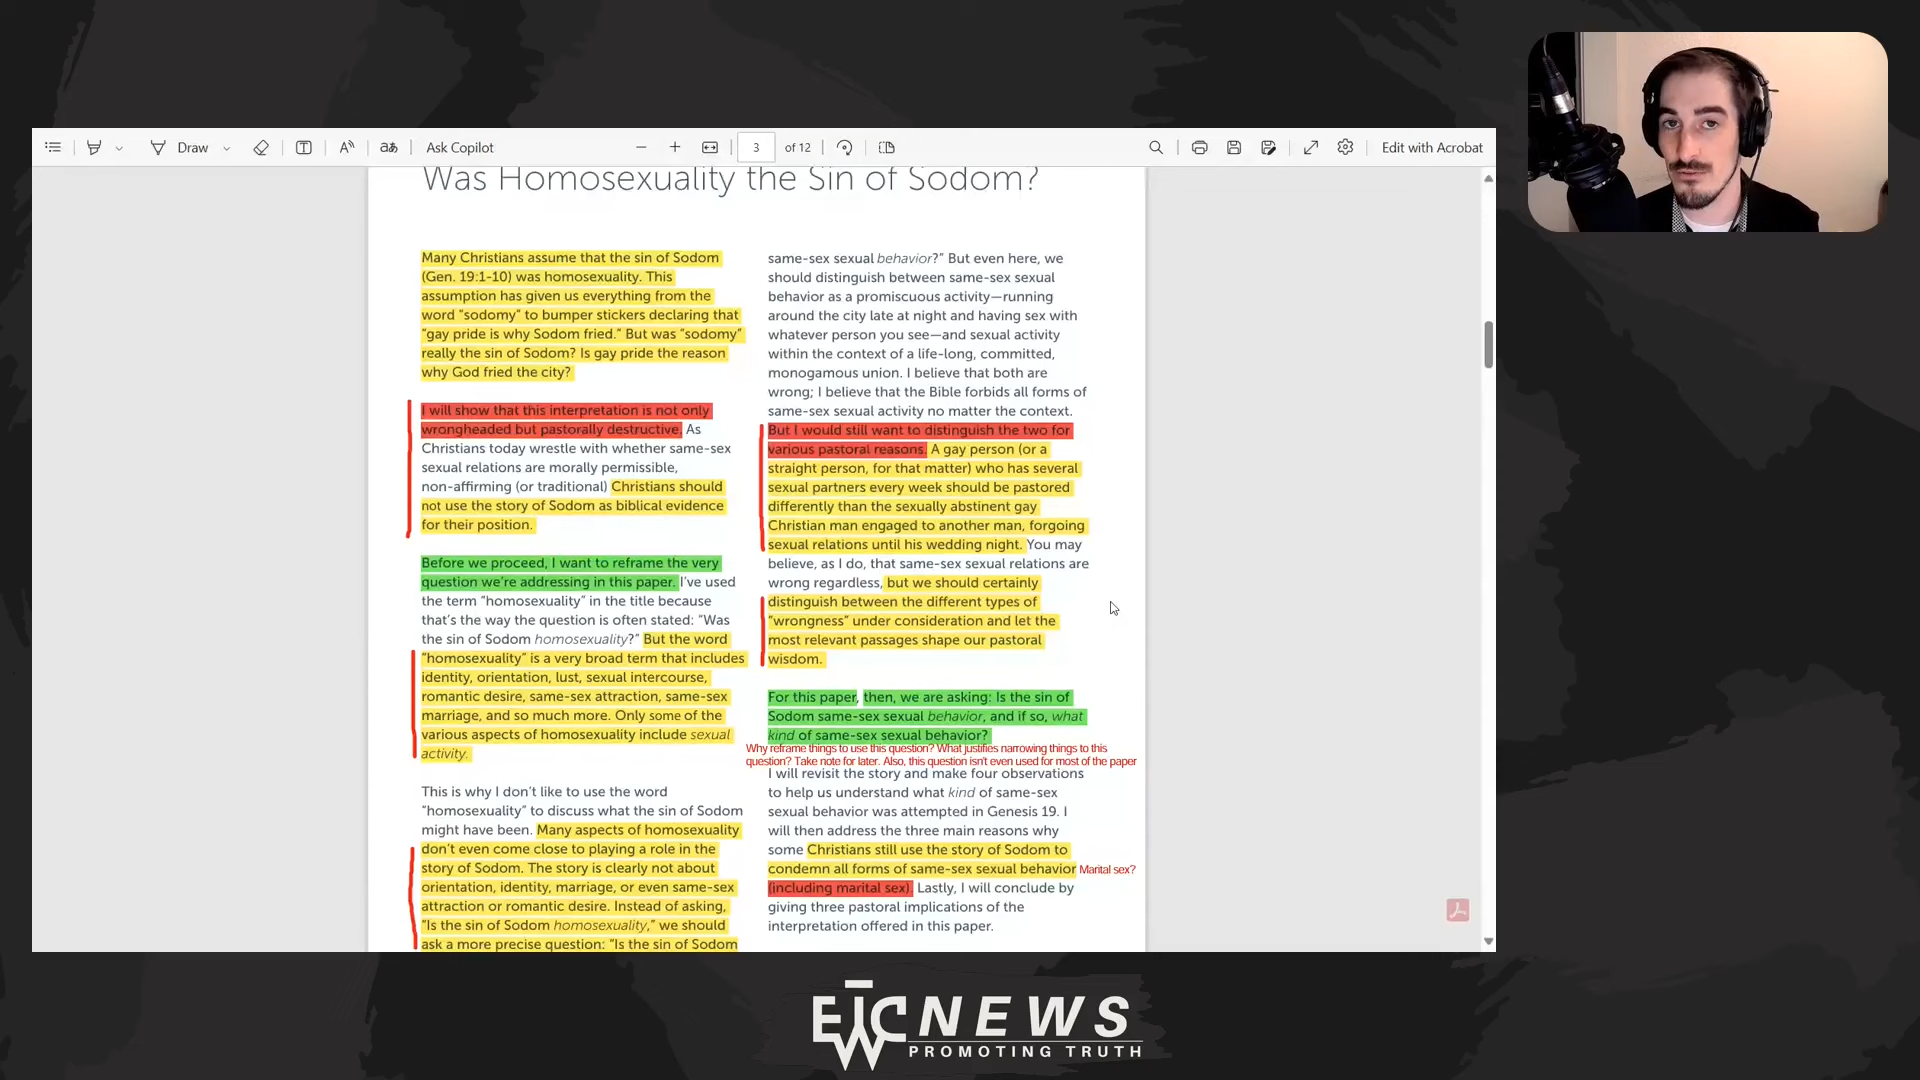 Draw
Ask Copilot
3
of 12
Edit with Acrobat
Was Homosexuality the Sin of Sodom?
Many Christians assume that the sin of Sodom
(Gen. 19:1-10) was homosexuality. This
assumption has given us everything from the
word “sodomy” to bumper stickers declaring that
“gay pride is why Sodom fried.” But was “sodomy”
really the sin of Sodom? Is gay pride the reason
why God fried the city?
I will show that this interpretation is not only
wrongheaded but pastorally destructive. As
Christians today wrestle with whether same-sex
sexual relations are morally permissible,
non-affirming (or traditional) Christians should
not use the story of Sodom as biblical evidence
for their position.
Before we proceed, I want to reframe the very
question we’re addressing in this paper. I’ve used
the term “homosexuality” in the title because
that’s the way the question is often stated: “Was
the sin of Sodom homosexuality?” But the word
“homosexuality” is a very broad term that includes
identity, orientation, lust, sexual intercourse,
romantic desire, same-sex attraction, same-sex
marriage, and so much more. Only some of the
various aspects of homosexuality include sexual
activity.
This is why I don’t like to use the word
“homosexuality” to discuss what the sin of Sodom
might have been. Many aspects of homosexuality
don’t even come close to playing a role in the
story of Sodom. The story is clearly not about
orientation, identity, marriage, or even same-sex
attraction or romantic desire. Instead of asking,
“Is the sin of Sodom homosexuality,” we should
ask a more precise question: “Is the sin of Sodom
same-sex sexual behavior?” But even here, we
should distinguish between same-sex sexual
behavior as a promiscuous activity—running
around the city late at night and having sex with
whatever person you see—and sexual activity
within the context of a life-long, committed,
monogamous union. I believe that both are
wrong; I believe that the Bible forbids all forms of
same-sex sexual activity no matter the context.
But I would still want to distinguish the two for
various pastoral reasons. A gay person (or a
straight person, for that matter) who has several
sexual partners every week should be pastored
differently than the sexually abstinent gay
Christian man engaged to another man, forgoing
sexual relations until his wedding night. You may
believe, as I do, that same-sex sexual relations are
wrong regardless, but we should certainly
distinguish between the different types of
“wrongness” under consideration and let the
most relevant passages shape our pastoral
wisdom.
For this paper, then, we are asking: Is the sin of
Sodom same-sex sexual behavior, and if so, what
kind of same-sex sexual behavior?
Why reframe things to use this question? What justifies narrowing things to this
question? Take note for later. Also, this question isn't even used for most of the paper
I will revisit the story and make four observations
to help us understand what kind of same-sex
sexual behavior was attempted in Genesis 19. I
will then address the three main reasons why
some Christians still use the story of Sodom to
condemn all forms of same-sex sexual behavior Marital sex?
(including marital sex). Lastly, I will conclude by
giving three pastoral implications of the
interpretation offered in this paper.
EWC NEWS
PROMOTING TRUTH